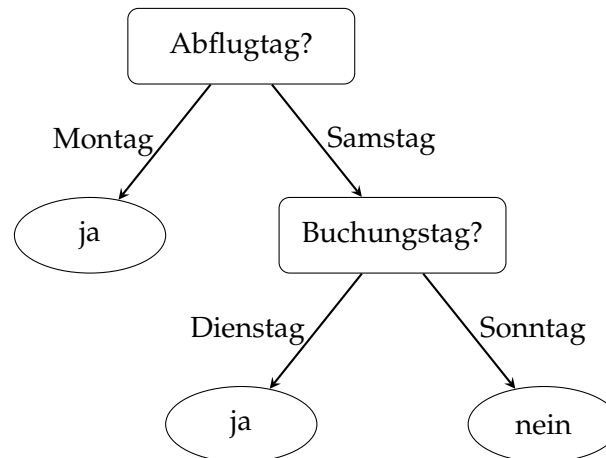 Abflugtag?
Montag
Samstag
ja
Buchungstag?
Dienstag
Sonntag
ja
nein